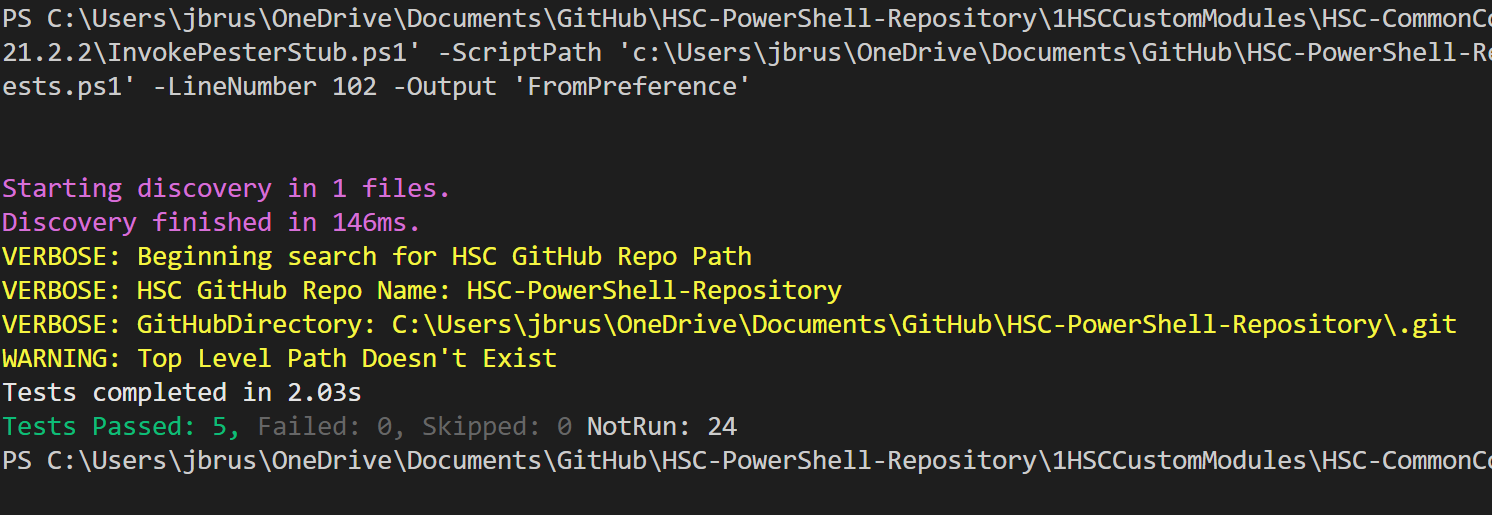 PS C:\Users\jbrus\OneDrive\Documents\GitHub\HSC-PowerShell-Repository\1HSCCustomModules\HSC-CommonCo
21.2.2\InvokePesterStub.ps1' -ScriptPath 'c:\Users\jbrus\OneDrive\Documents\GitHub\HSC-PowerShell-Re
ests.ps1' -LineNumber 102 -Output 'FromPreference'
Starting discovery in 1 files.
Discovery finished in 146ms.
VERBOSE: Beginning search for HSC GitHub Repo Path
VERBOSE: HSC GitHub Repo Name: HSC-PowerShell-Repository
VERBOSE: GitHubDirectory: C:\Users\jbrus\OneDrive\Documents\GitHub\HSC-PowerShell-Repository\.git
WARNING: Top Level Path Doesn't Exist
Tests completed in 2.03s
Tests Passed: 5, Failed: 0, Skipped: 0 NotRun: 24
PS C:\Users\jbrus\OneDrive\Documents\GitHub\HSC-PowerShell-Repository\1HSCCustomModules\HSC-CommonCo